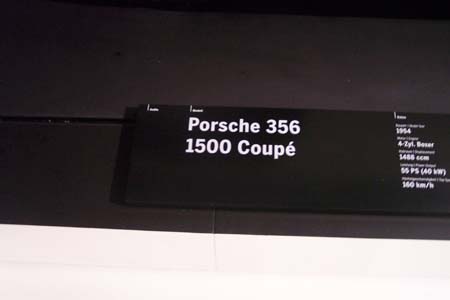 Porsche 356
1500 Coupé
1954
4-Zyl. Boxer
1488 ccm
55 PS (40 kW)
160 km/h